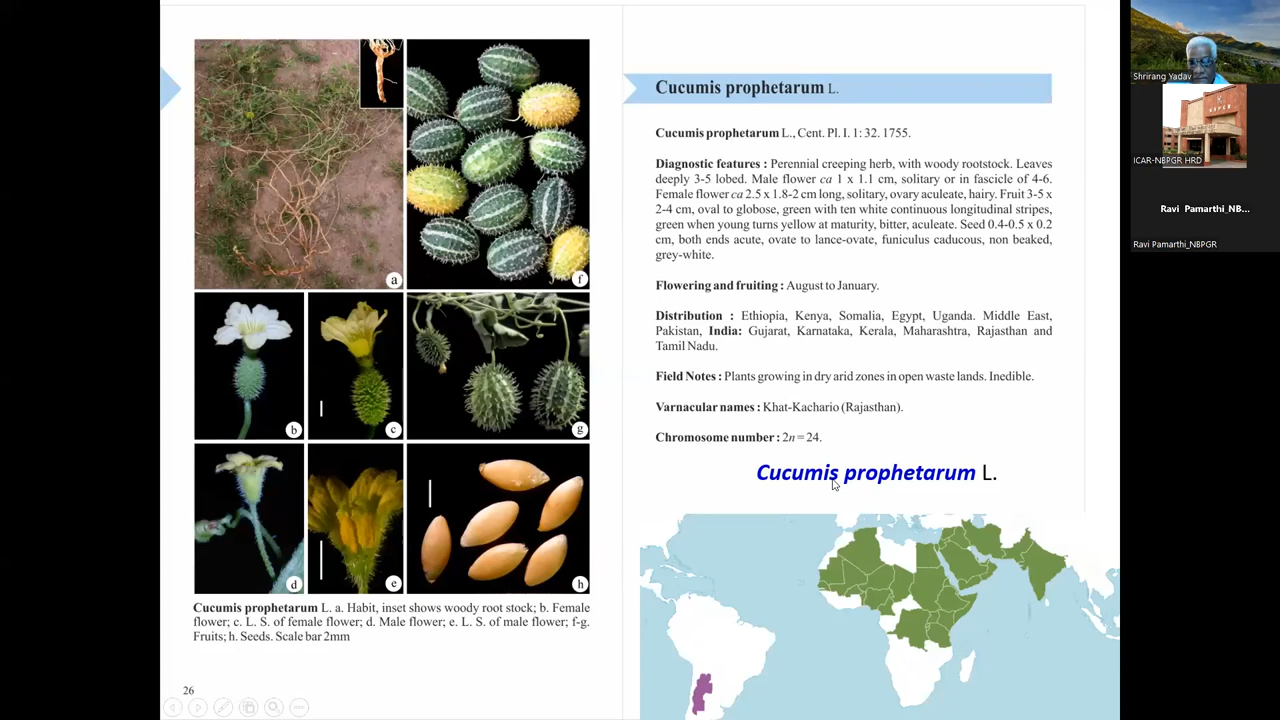 a
f
b
c
g
d
e
h
Cucumis prophetarum L. a. Habit, inset shows woody root stock; b. Female
flower; c. L. S. of female flower; d. Male flower; e. L. S. of male flower; f-g.
Fruits; h. Seeds. Scale bar 2mm
26
Cucumis prophetarum L.
Cucumis prophetarum L., Cent. Pl. I. 1: 32. 1755.
Diagnostic features : Perennial creeping herb, with woody rootstock. Leaves
deeply 3-5 lobed. Male flower ca 1 x 1.1 cm, solitary or in fascicle of 4-6.
Female flower ca 2.5 x 1.8-2 cm long, solitary, ovary aculeate, hairy. Fruit 3-5 x
2-4 cm, oval to globose, green with ten white continuous longitudinal stripes,
green when young turns yellow at maturity, bitter, aculeate. Seed 0.4-0.5 x 0.2
cm, both ends acute, ovate to lance-ovate, funiculus caducous, non beaked,
grey-white.
Flowering and fruiting : August to January.
Distribution : Ethiopia, Kenya, Somalia, Egypt, Uganda. Middle East,
Pakistan, India: Gujarat, Karnataka, Kerala, Maharashtra, Rajasthan and
Tamil Nadu.
Field Notes : Plants growing in dry arid zones in open waste lands. Inedible.
Varnacular names : Khat-Kachario (Rajasthan).
Chromosome number : 2n = 24.
Cucumis prophetarum L.
Shrirang Yadav
NBPGR
ICAR-NBPGR HRD
Ravi Pamarthi_NB...
Ravi Pamarthi_NBPGR